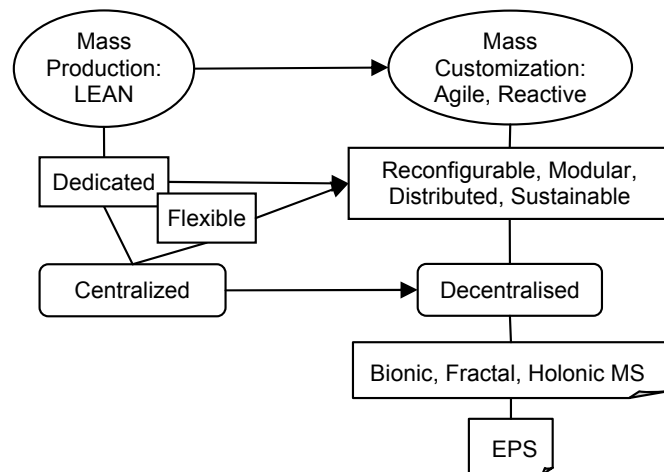 Mass
Production:
LEAN
Mass
Customization:
Agile, Reactive
Dedicated
Flexible
Reconfigurable, Modular,
Distributed, Sustainable
Centralized
Decentralised
Bionic, Fractal, Holonic MS
EPS